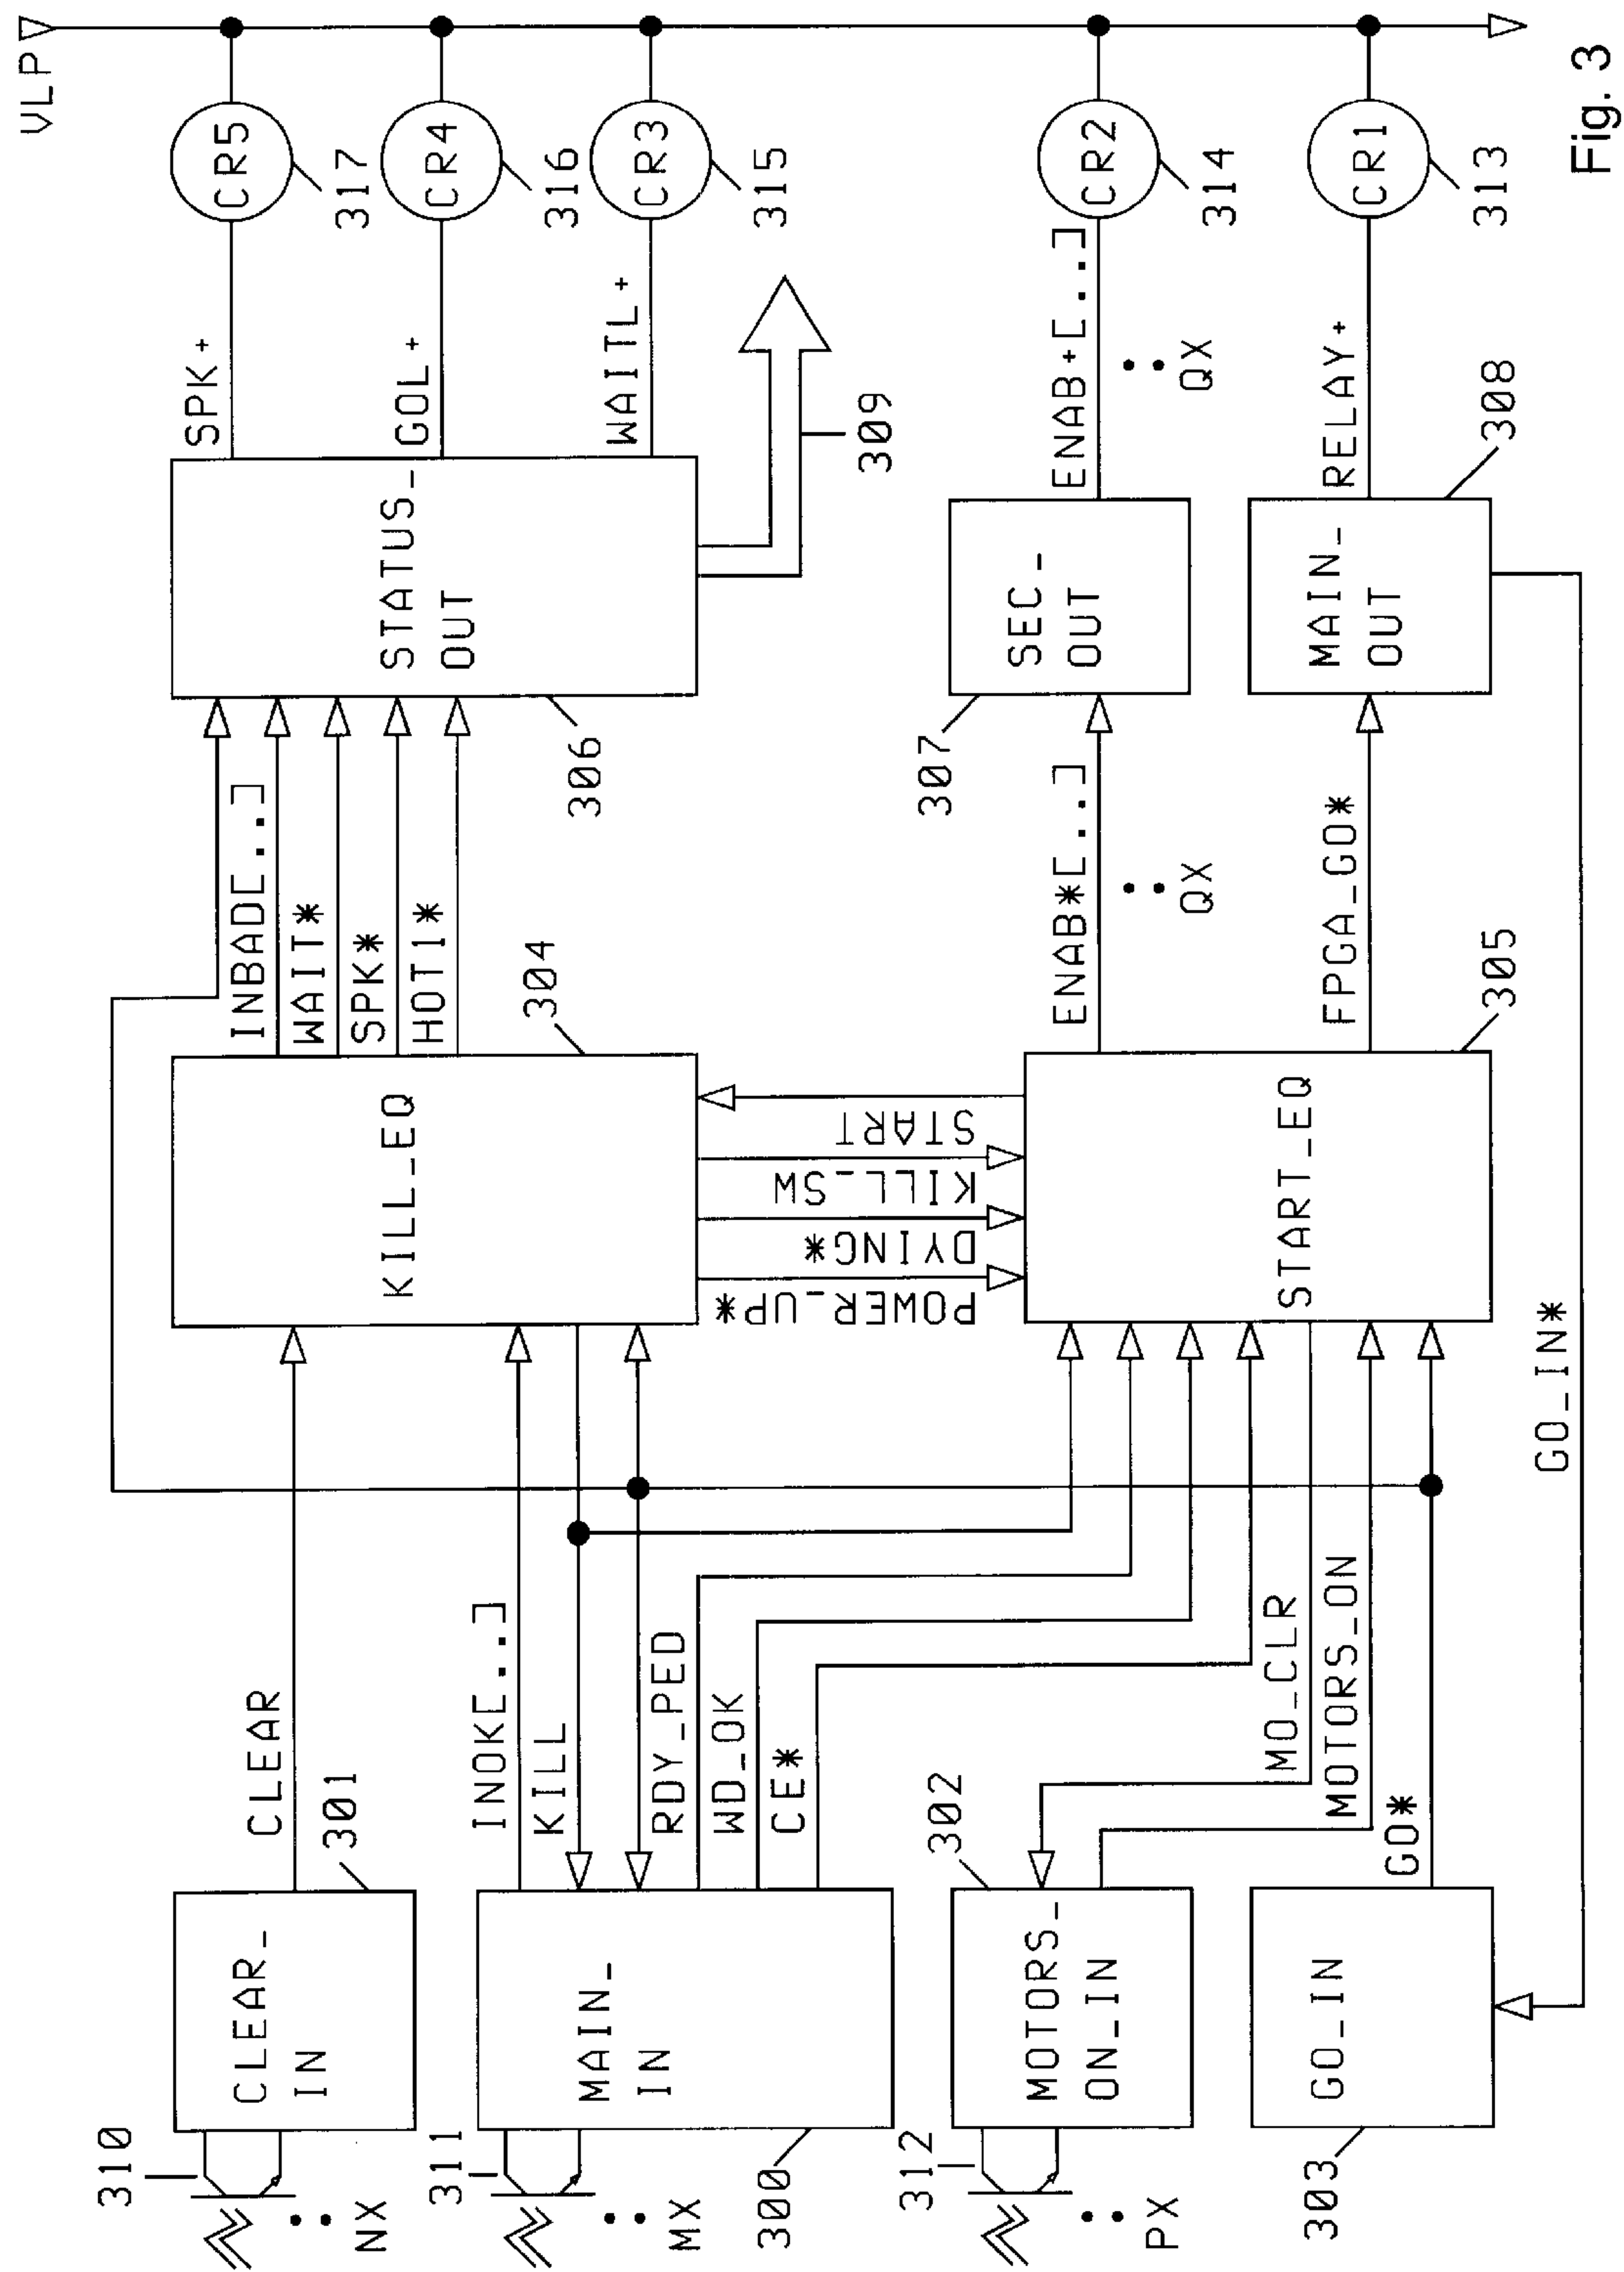 VLP
CLEAR_
IN
310
NX
301
CLEAR
MAIN_
IN
311
MX
300
INOK[..]
KILL
RDY_PED
WD_OK
CE*
MOTORS_
ON_IN
312
PX
302
MO_CLR
MOTORS_ON
GO_IN
303
GO*
KILL_EQ
304
POWER_UP*
DYING*
KILL_SW
START
START_EQ
305
INBAD[..]
WAIT*
SPK*
HOT1*
ENAB*[..]
QX
FPGA_GO*
STATUS_
OUT
306
309
SEC_
OUT
307
MAIN_
OUT
308
GO_IN*
SPK+
GOL+
WAITL+
ENAB+[..]
QX
RELAY+
CR5
317
CR4
316
CR3
315
CR2
314
CR1
313
Fig. 3